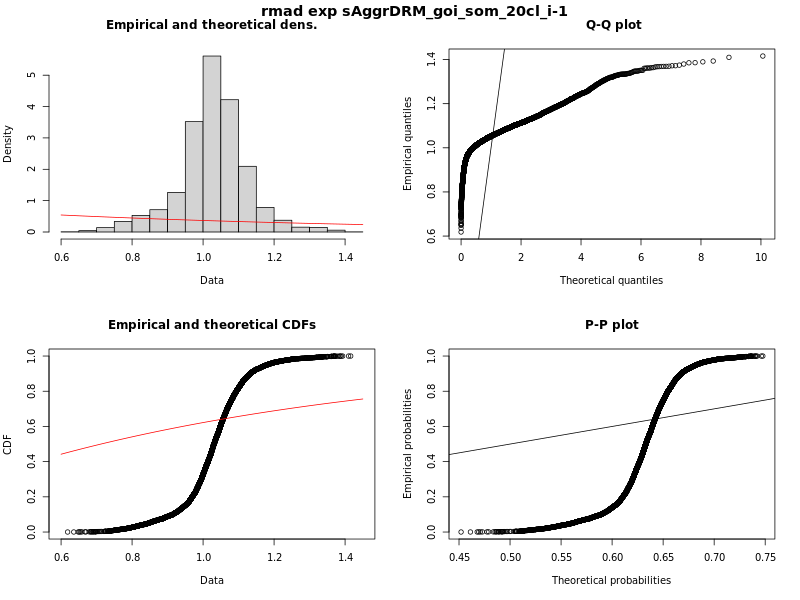 rmad exp sAggrDRM_goi_som_20cl_i-1
Empirical and theoretical dens.
Density
0 1 2 3 4 5
0.6 0.8 1.0 1.2 1.4
Data
Q-Q plot
Empirical quantiles
0.6 0.8 1.0 1.2 1.4
0 2 4 6 8 10
Theoretical quantiles
Empirical and theoretical CDFs
CDF
0.0 0.2 0.4 0.6 0.8 1.0
0.6 0.8 1.0 1.2 1.4
Data
P-P plot
Empirical probabilities
0.0 0.2 0.4 0.6 0.8 1.0
0.45 0.50 0.55 0.60 0.65 0.70 0.75
Theoretical probabilities